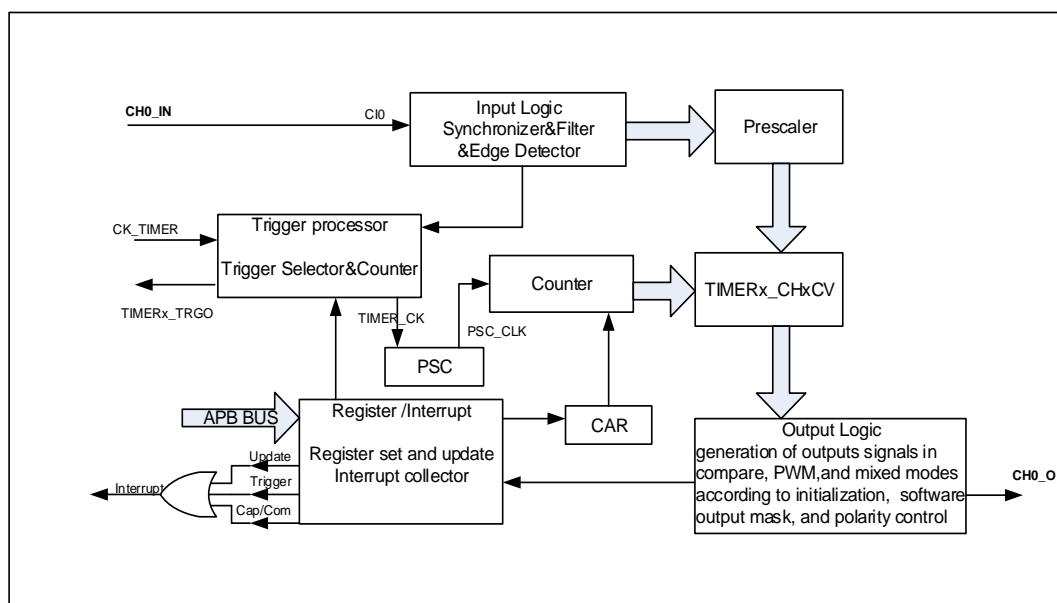 CH0_IN
CI0
Input Logic
Synchronizer&Filter
&Edge Detector
Prescaler
CK_TIMER
Trigger processor
Trigger Selector&Counter
TIMERx_TRGO
TIMER_CK
PSC
PSC_CLK
Counter
TIMERx_CHxCV
APB BUS
Register /Interrupt
Register set and update
Interrupt collector
CAR
Update
Trigger
Cap/Com
Interrupt
Output Logic
generation of outputs signals in
compare, PWM,and mixed modes
according to initialization, software
output mask, and polarity control
CH0_O